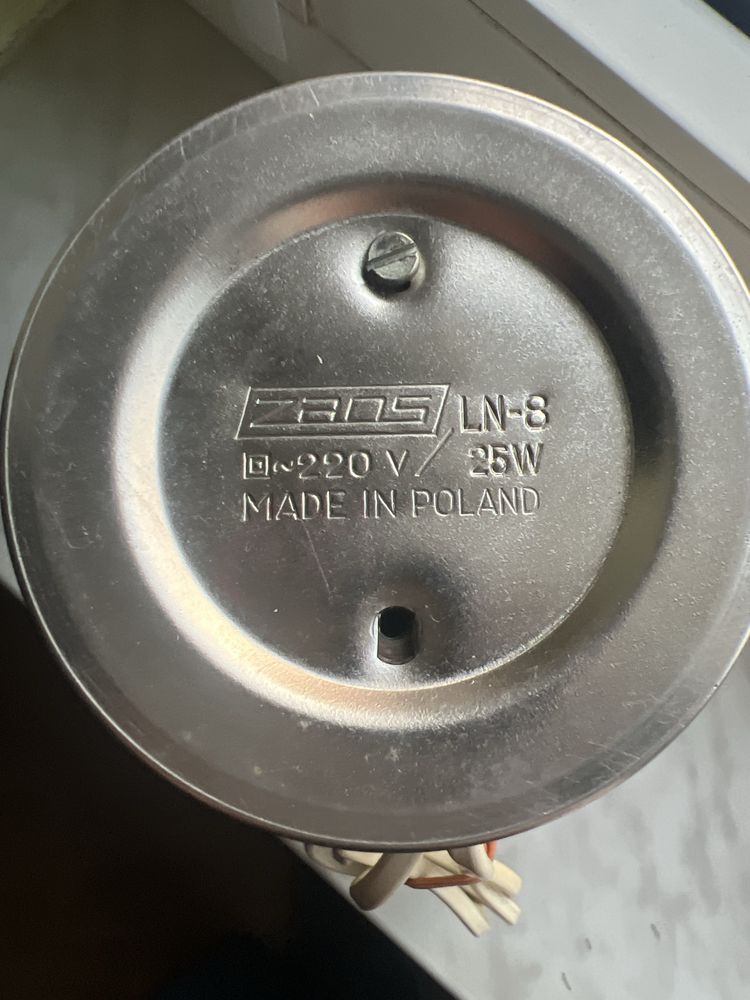 ZAOS LN-8
~220 V / 25W
MADE IN POLAND